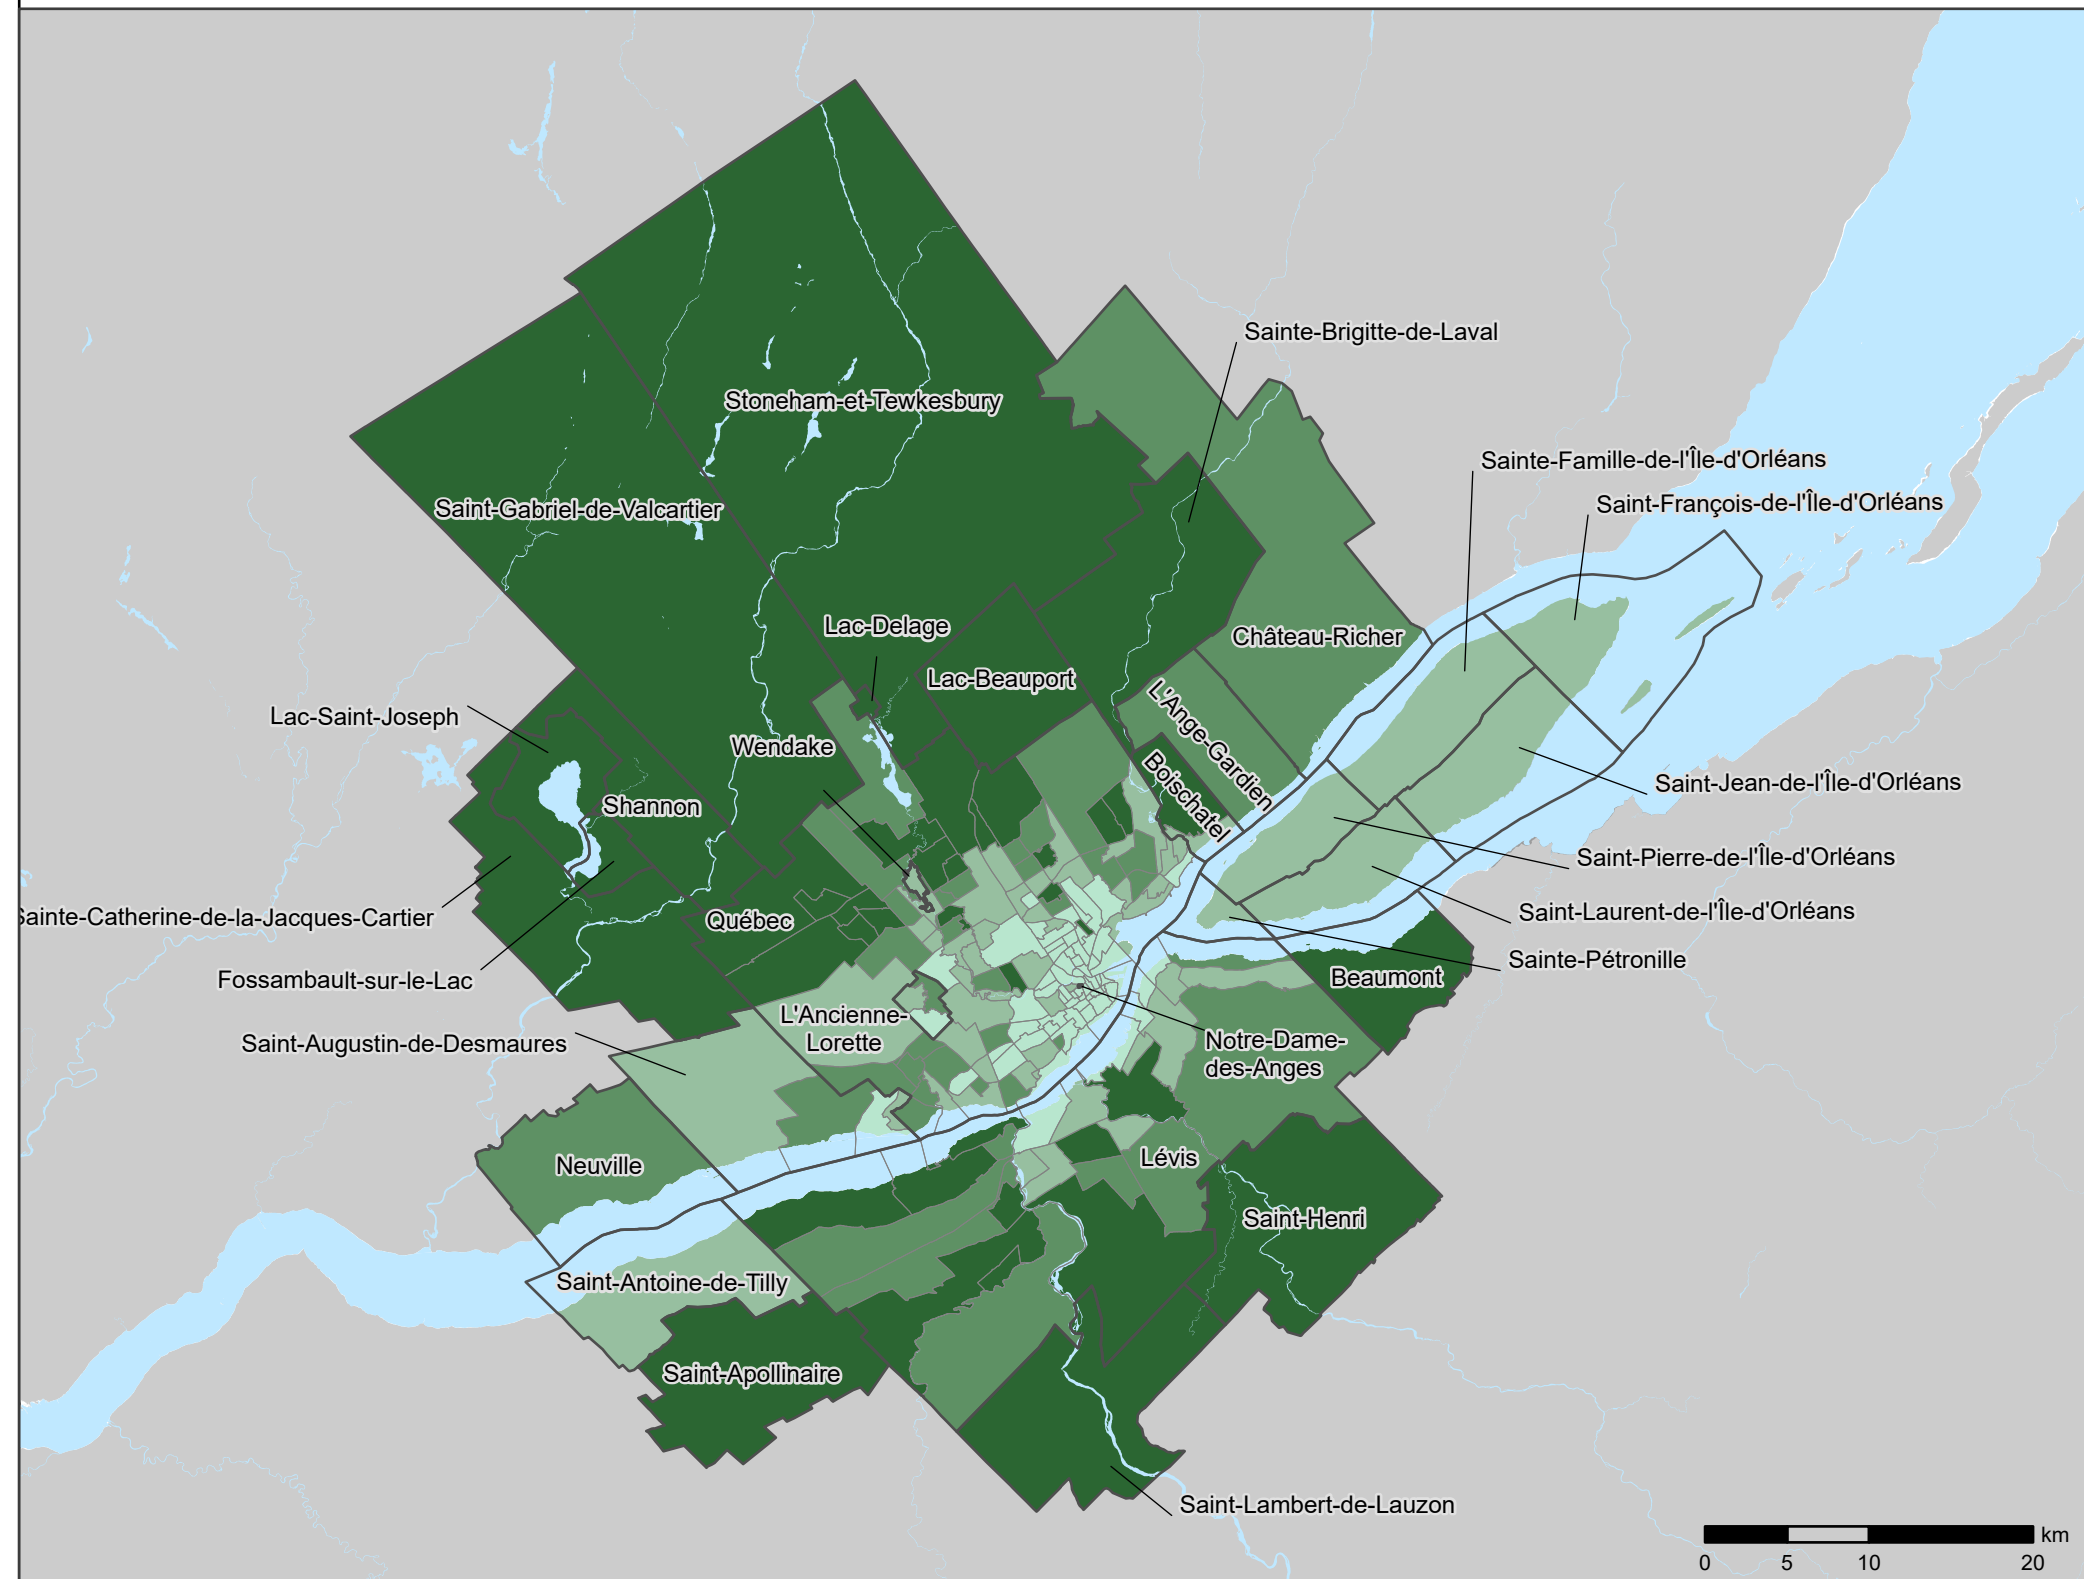 Sainte-Brigitte-de-Laval
Stoneham-et-Tewkesbury
Sainte-Famille-de-l'Île-d'Orléans
Saint-François-de-l'Île-d'Orléans
Saint-Gabriel-de-Valcartier
Lac-Delage
Château-Richer
Lac-Beauport
L'Ange-Gardien
Lac-Saint-Joseph
Wendake
Boischatel
Saint-Jean-de-l'Île-d'Orléans
Shannon
Saint-Pierre-de-l'Île-d'Orléans
Sainte-Catherine-de-la-Jacques-Cartier
Québec
Saint-Laurent-de-l'Île-d'Orléans
Sainte-Pétronille
Fossambault-sur-le-Lac
Beaumont
L'Ancienne-
Lorette
Saint-Augustin-de-Desmaures
Notre-Dame-
des-Anges
Neuville
Lévis
Saint-Henri
Saint-Antoine-de-Tilly
Saint-Apollinaire
Saint-Lambert-de-Lauzon
km
0 5 10 20